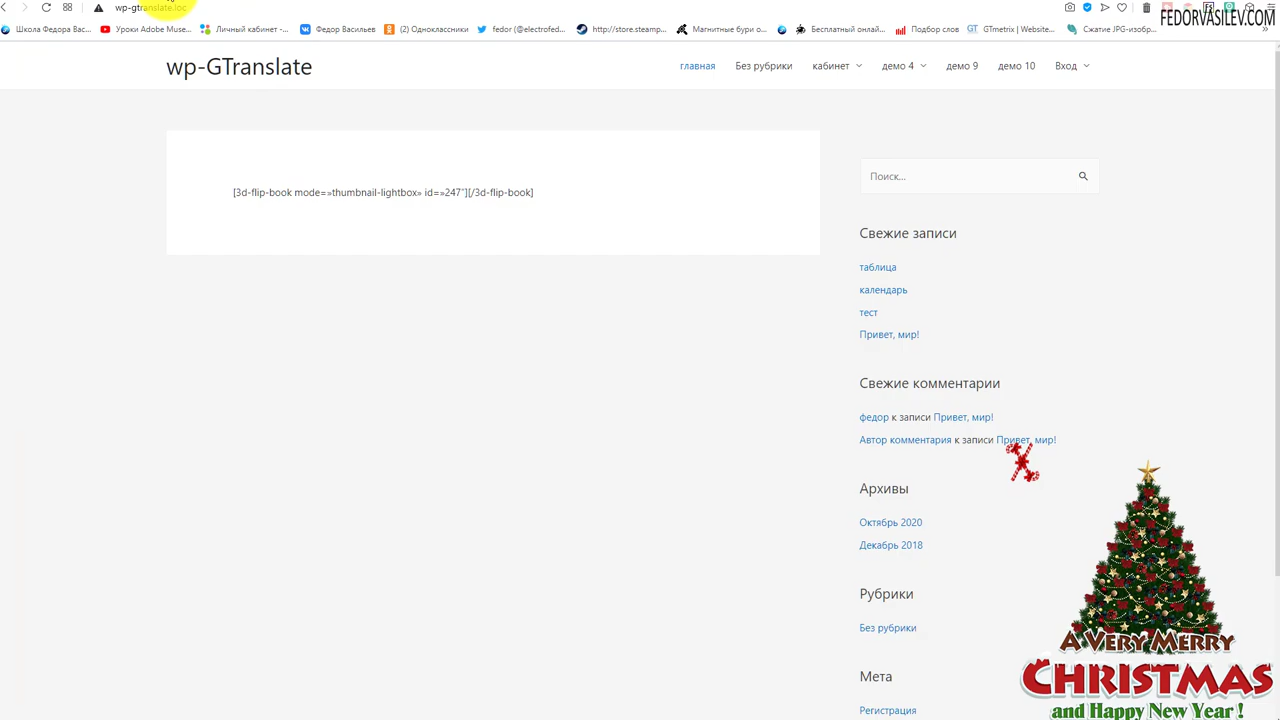 wp-gtranslate.loc
FEDORVASILEV.COM
Школа Федора Вас...
Уроки Adobe Muse...
Личный кабинет -...
Федор Васильев
(2) Одноклассники
fedor (@electrofed...
http://store.steamp...
Магнитные бури о...
Бесплатный онлай...
Подбор слов
GT GTmetrix | Website...
Сжатие JPG-изобр...
wp-GTranslate
главная
Без рубрики
кабинет
демо 4
демо 9
демо 10
Вход
[3d-flip-book mode=»thumbnail-lightbox» id=»247″][/3d-flip-book]
Поиск...
Свежие записи
таблица
календарь
тест
Привет, мир!
Свежие комментарии
федор к записи Привет, мир!
Автор комментария к записи Привет, мир!
Архивы
Октябрь 2020
Декабрь 2018
Рубрики
Без рубрики
Мета
Регистрация
A VERY MERRY
CHRISTMAS
and Happy New Year !